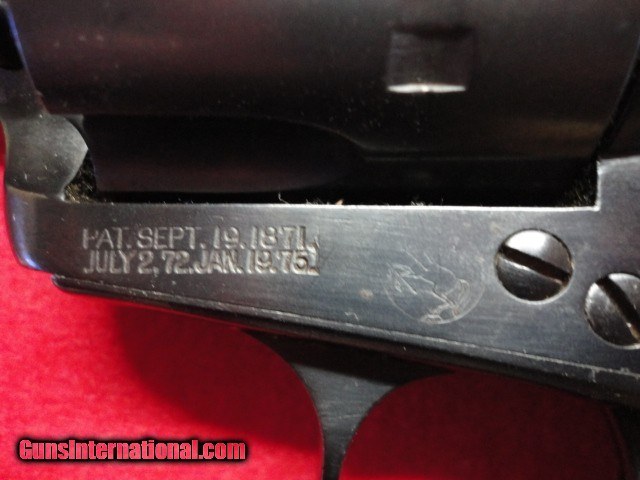 PAT. SEPT. 19. 1871.
JULY 2, 72. JAN. 19. 75.
GunsInternational.com